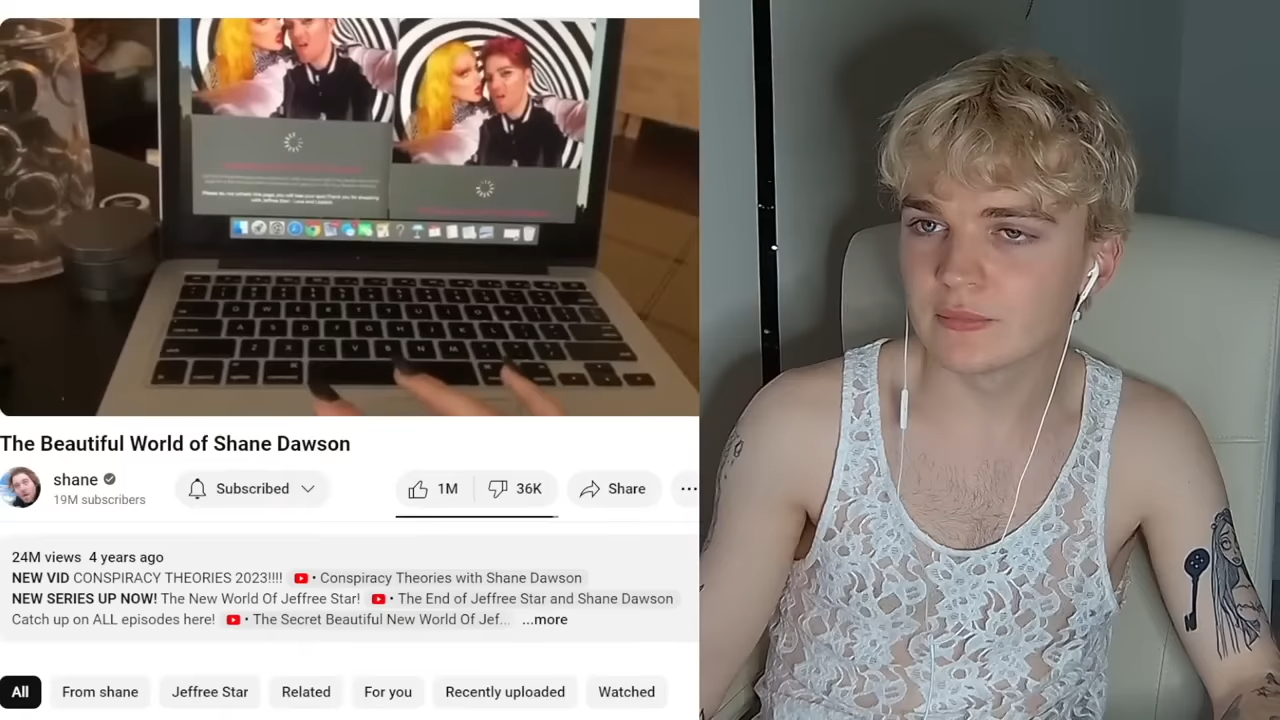 The Beautiful World of Shane Dawson
shane
19M subscribers
Subscribed
1M
36K
Share
24M views 4 years ago
NEW VID CONSPIRACY THEORIES 2023!!!! • Conspiracy Theories with Shane Dawson
NEW SERIES UP NOW! The New World Of Jeffree Star! • The End of Jeffree Star and Shane Dawson
Catch up on ALL episodes here! • The Secret Beautiful New World Of Jef... ...more
All
From shane
Jeffree Star
Related
For you
Recently uploaded
Watched